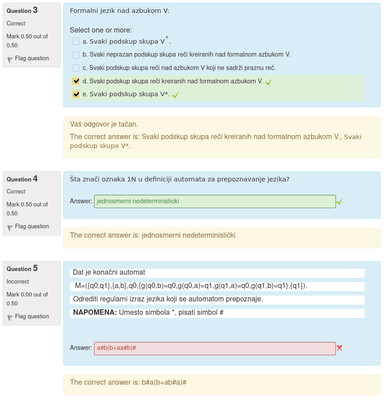 Question 3
Correct
Mark 0.50 out of
0.50
Flag question
Formalni jezik nad azbukom V:
Select one or more:
a. Svaki podskup skupa V⁺.
b. Svaki neprazan podskup skupa reči kreiranih nad formalnom azbukom V.
c. Svaki podskup skupa reči nad azbukom V koji ne sadrži praznu reč.
d. Svaki podskup skupa reči kreiranih nad formalnom azbukom V.
e. Svaki podskup skupa V*.
Vaš odgovor je tačan.
The correct answer is: Svaki podskup skupa reči kreiranih nad formalnom azbukom V., Svaki
podskup skupa V*.
Question 4
Correct
Mark 0.50 out of
0.50
Flag question
Šta znači oznaka 1N u definiciji automata za prepoznavanje jezika?
Answer: jednosmerni nedeterministicki
The correct answer is: jednosmerni nedeterministički
Question 5
Incorrect
Mark 0.00 out of
0.50
Flag question
Dat je konačni automat
M=({q0,q1},{a,b},q0,{g(q0,b)=q0,g(q0,a)=q1,g(q1,a)=q0,g(q1,b)=q1},{q1}).
Odrediti regularni izraz jezika koji se automatom prepoznaje.
NAPOMENA: Umesto simbola *, pisati simbol #
Answer: a#b(b+aa#b)#
The correct answer is: b#a(b+ab#a)#